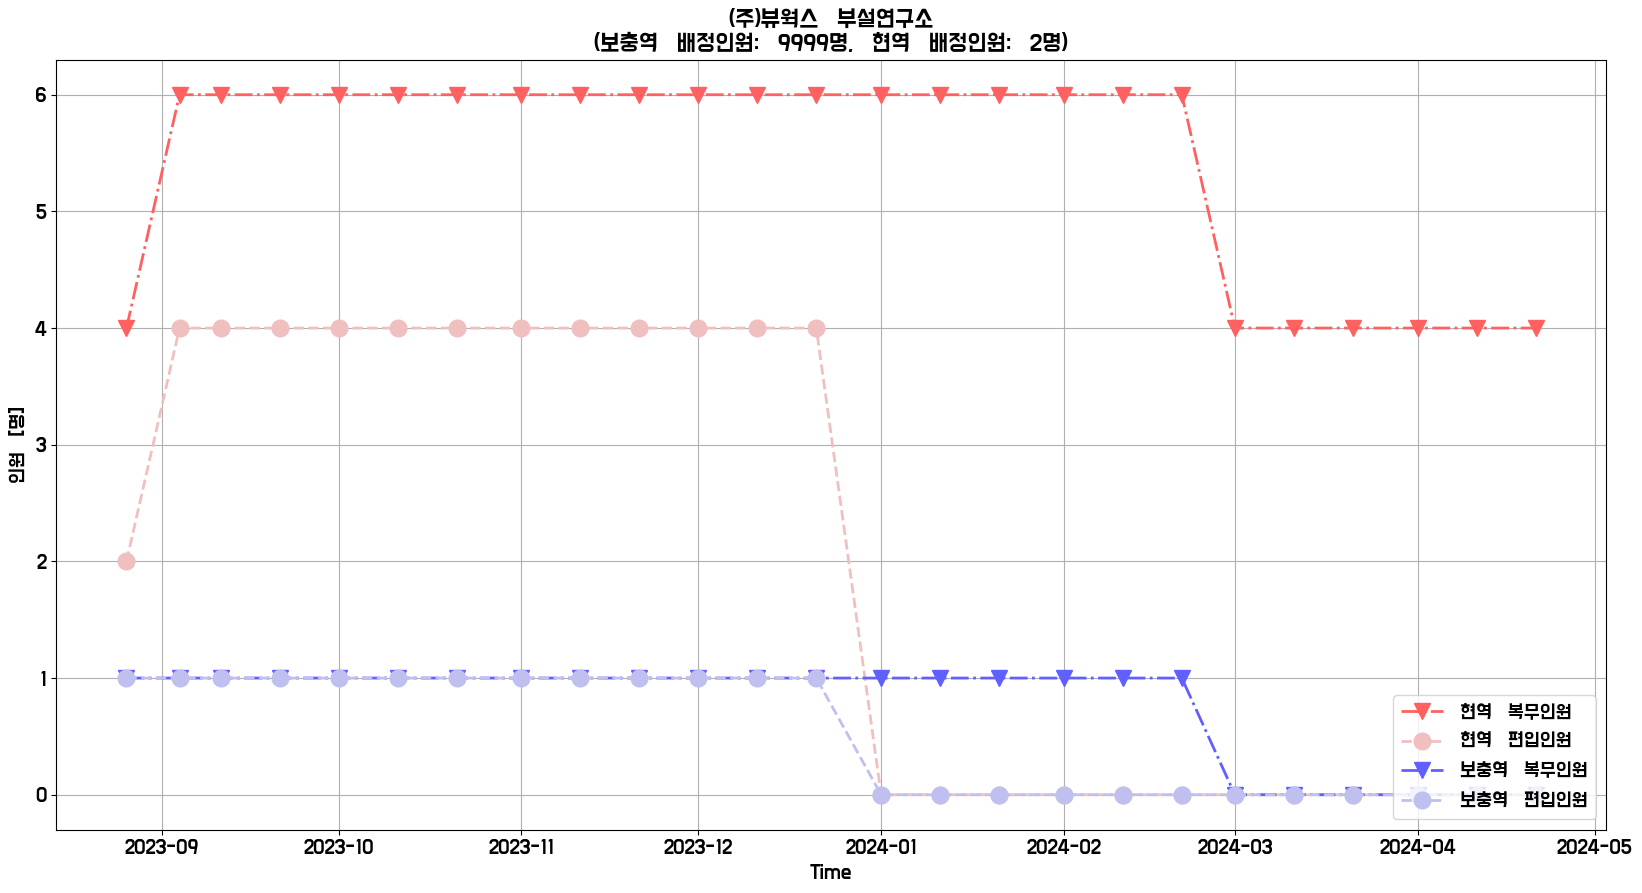 (주)뷰웍스 부설연구소
(보충역 배정인원: 9999명, 현역 배정인원: 2명)
6
5
4
3
2
1
0
인원 [명]
현역 복무인원
현역 편입인원
보충역 복무인원
보충역 편입인원
2023-09 2023-10 2023-11 2023-12 2024-01 2024-02 2024-03 2024-04 2024-05
Time